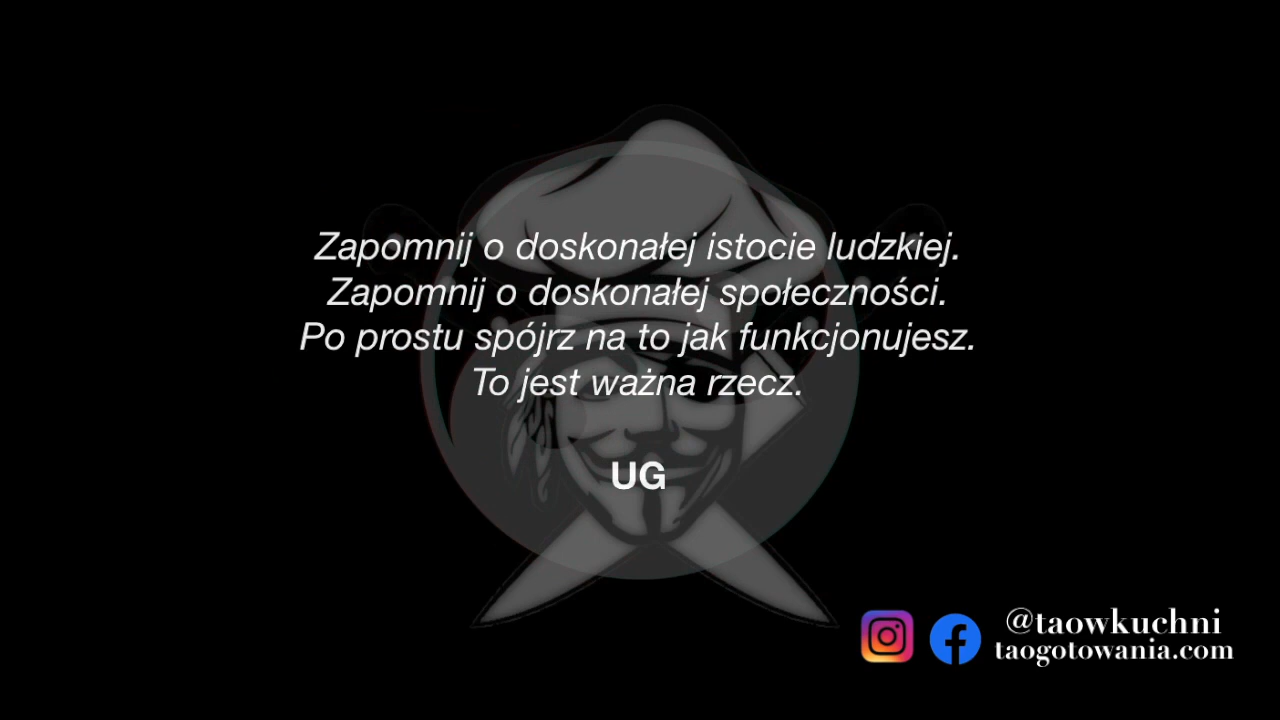 Zapomnij o doskonałej istocie ludzkiej.
Zapomnij o doskonałej społeczności.
Po prostu spójrz na to jak funkcjonujesz.
To jest ważna rzecz.
UG
@taowkuchni
taogotowania.com